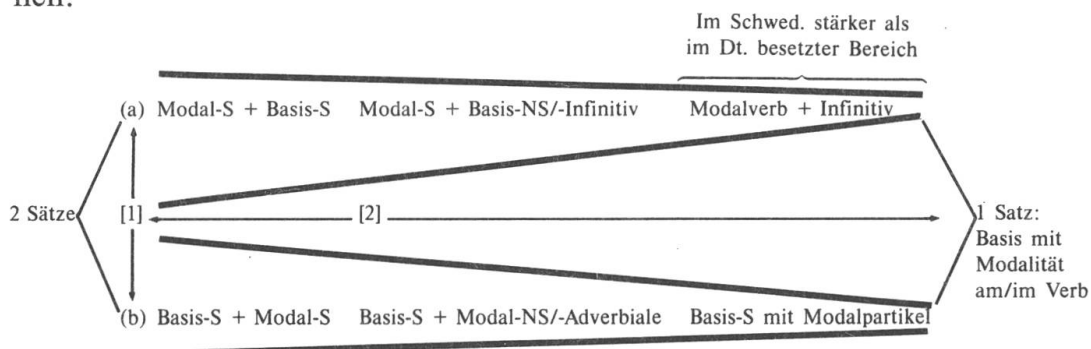 nen:
Im Schwed. stärker als
im Dt. besetzter Bereich
(a) Modal-S + Basis-S Modal-S + Basis-NS/-Infinitiv Modalverb + Infinitiv
2 Sätze [1] [2] 1 Satz:
Basis mit
Modalität
am/im Verb
(b) Basis-S + Modal-S Basis-S + Modal-NS/-Adverbiale Basis-S mit Modalpartikel